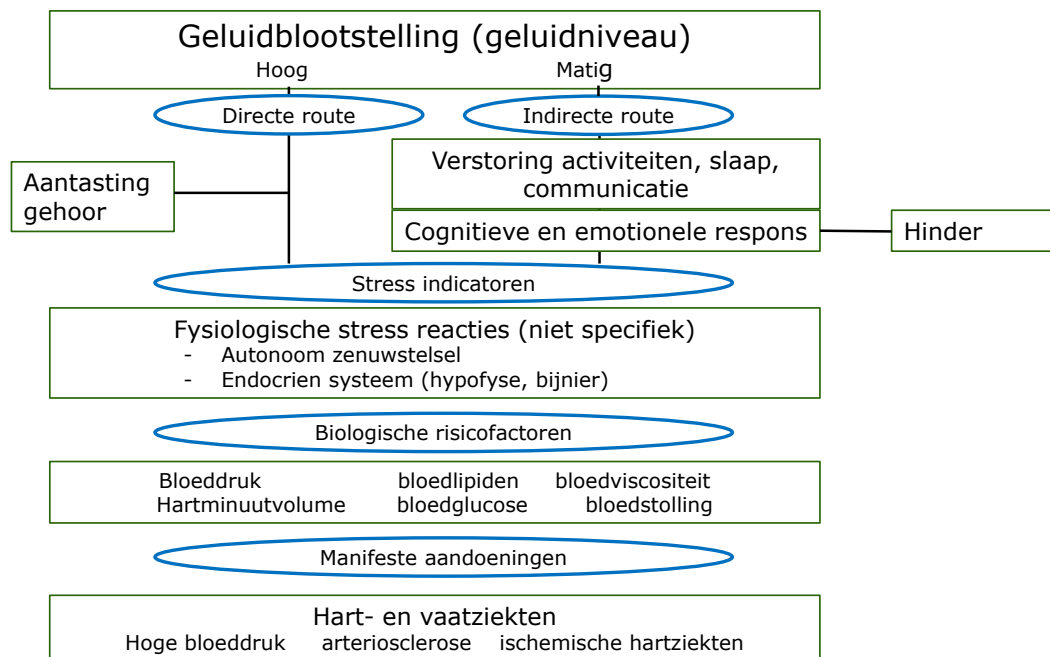 Geluidblootstelling (geluidniveau)
Hoog Matig
Directe route Indirecte route
Verstoring activiteiten, slaap,
communicatie
Aantasting
gehoor
Cognitieve en emotionele respons
Hinder
Stress indicatoren
Fysiologische stress reacties (niet specifiek)
- Autonoom zenuwstelsel
- Endocrien systeem (hypofyse, bijnier)
Biologische risicofactoren
Bloeddruk bloedlipiden bloedviscositeit
Hartminuutvolume bloedglucose bloedstolling
Manifeste aandoeningen
Hart- en vaatziekten
Hoge bloeddruk arteriosclerose ischemische hartziekten